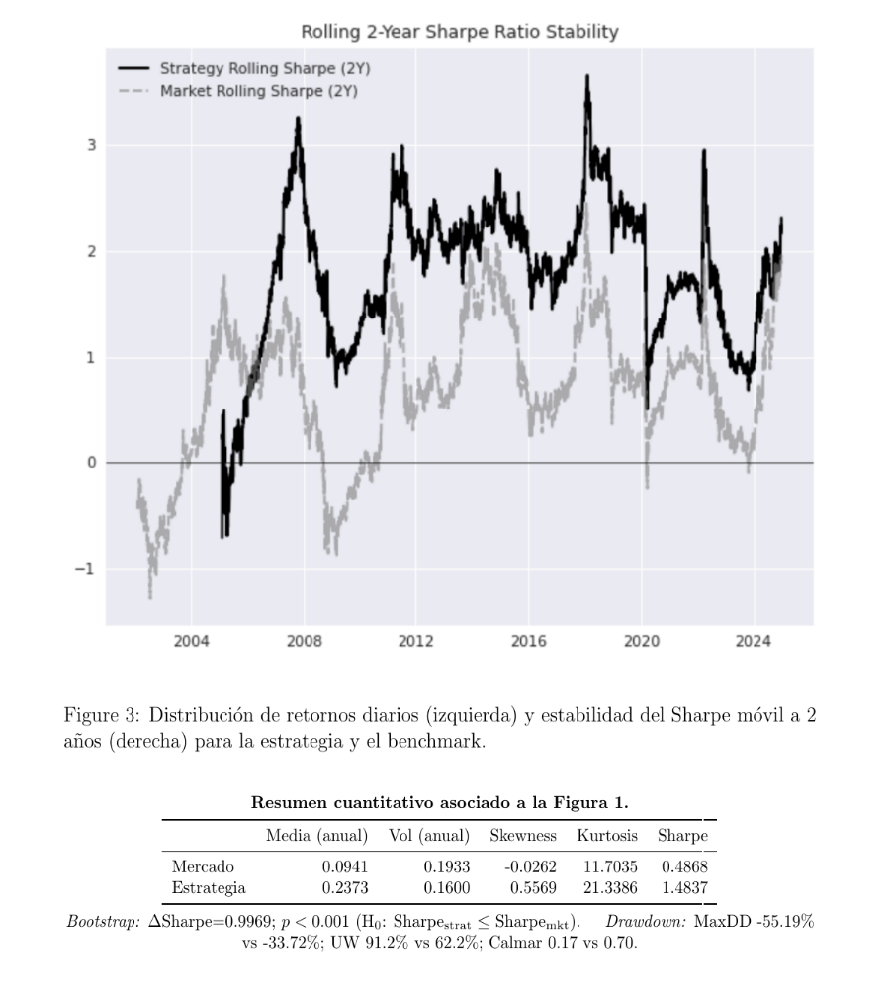 Rolling 2-Year Sharpe Ratio Stability
Strategy Rolling Sharpe (2Y)
Market Rolling Sharpe (2Y)
3
2
1
0
−1
2004 2008 2012 2016 2020 2024
Figure 3: Distribución de retornos diarios (izquierda) y estabilidad del Sharpe móvil a 2
años (derecha) para la estrategia y el benchmark.
Resumen cuantitativo asociado a la Figura 1.
Media (anual) Vol (anual) Skewness Kurtosis Sharpe
Mercado 0.0941 0.1933 -0.0262 11.7035 0.4868
Estrategia 0.2373 0.1600 0.5569 21.3386 1.4837
Bootstrap: ΔSharpe=0.9969; p < 0.001 (H₀: Sharpe_strat ≤ Sharpe_mkt). Drawdown: MaxDD -55.19%
vs -33.72%; UW 91.2% vs 62.2%; Calmar 0.17 vs 0.70.